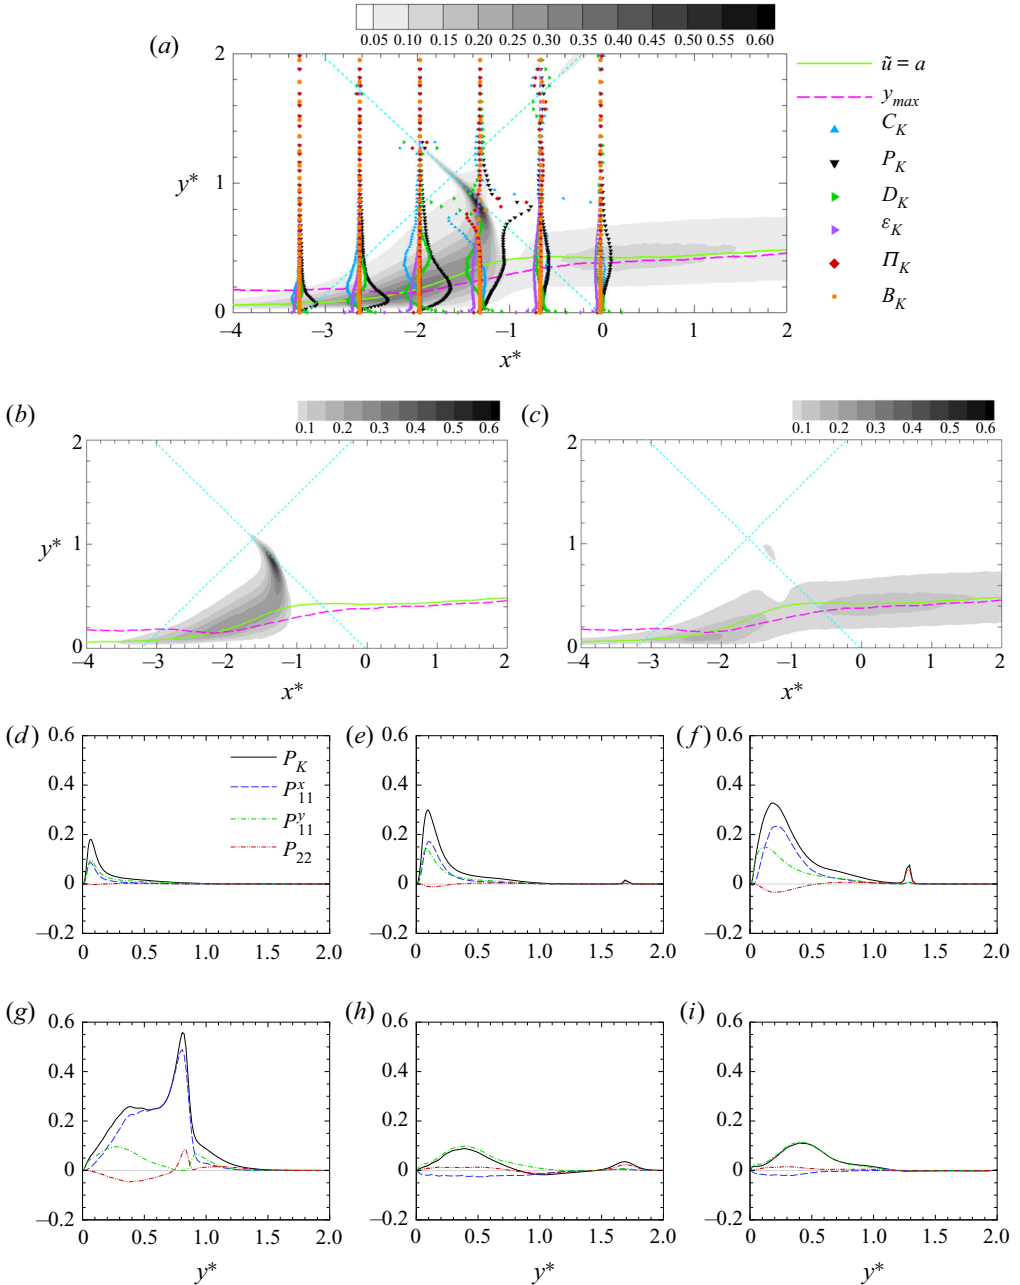 0.05 0.10 0.15 0.20 0.25 0.30 0.35 0.40 0.45 0.50 0.55 0.60
(a)
2
1
0
y*
−4 −3 −2 −1 0 1 2
x*
ũ = a
y_max
C_K
P_K
D_K
ε_K
Π_K
B_K
(b)
0.1 0.2 0.3 0.4 0.5 0.6
2
1
0
y*
−4 −3 −2 −1 0 1 2
x*
(c)
0.1 0.2 0.3 0.4 0.5 0.6
2
1
0
−4 −3 −2 −1 0 1 2
x*
(d)
0.6
0.4
0.2
0
−0.2
0 0.5 1.0 1.5 2.0
P_K
P^x_11
P^y_11
P_22
(e)
0.6
0.4
0.2
0
−0.2
0 0.5 1.0 1.5 2.0
(f)
0.6
0.4
0.2
0
−0.2
0 0.5 1.0 1.5 2.0
(g)
0.6
0.4
0.2
0
−0.2
0 0.5 1.0 1.5 2.0
y*
(h)
0.6
0.4
0.2
0
−0.2
0 0.5 1.0 1.5 2.0
y*
(i)
0.6
0.4
0.2
0
−0.2
0 0.5 1.0 1.5 2.0
y*